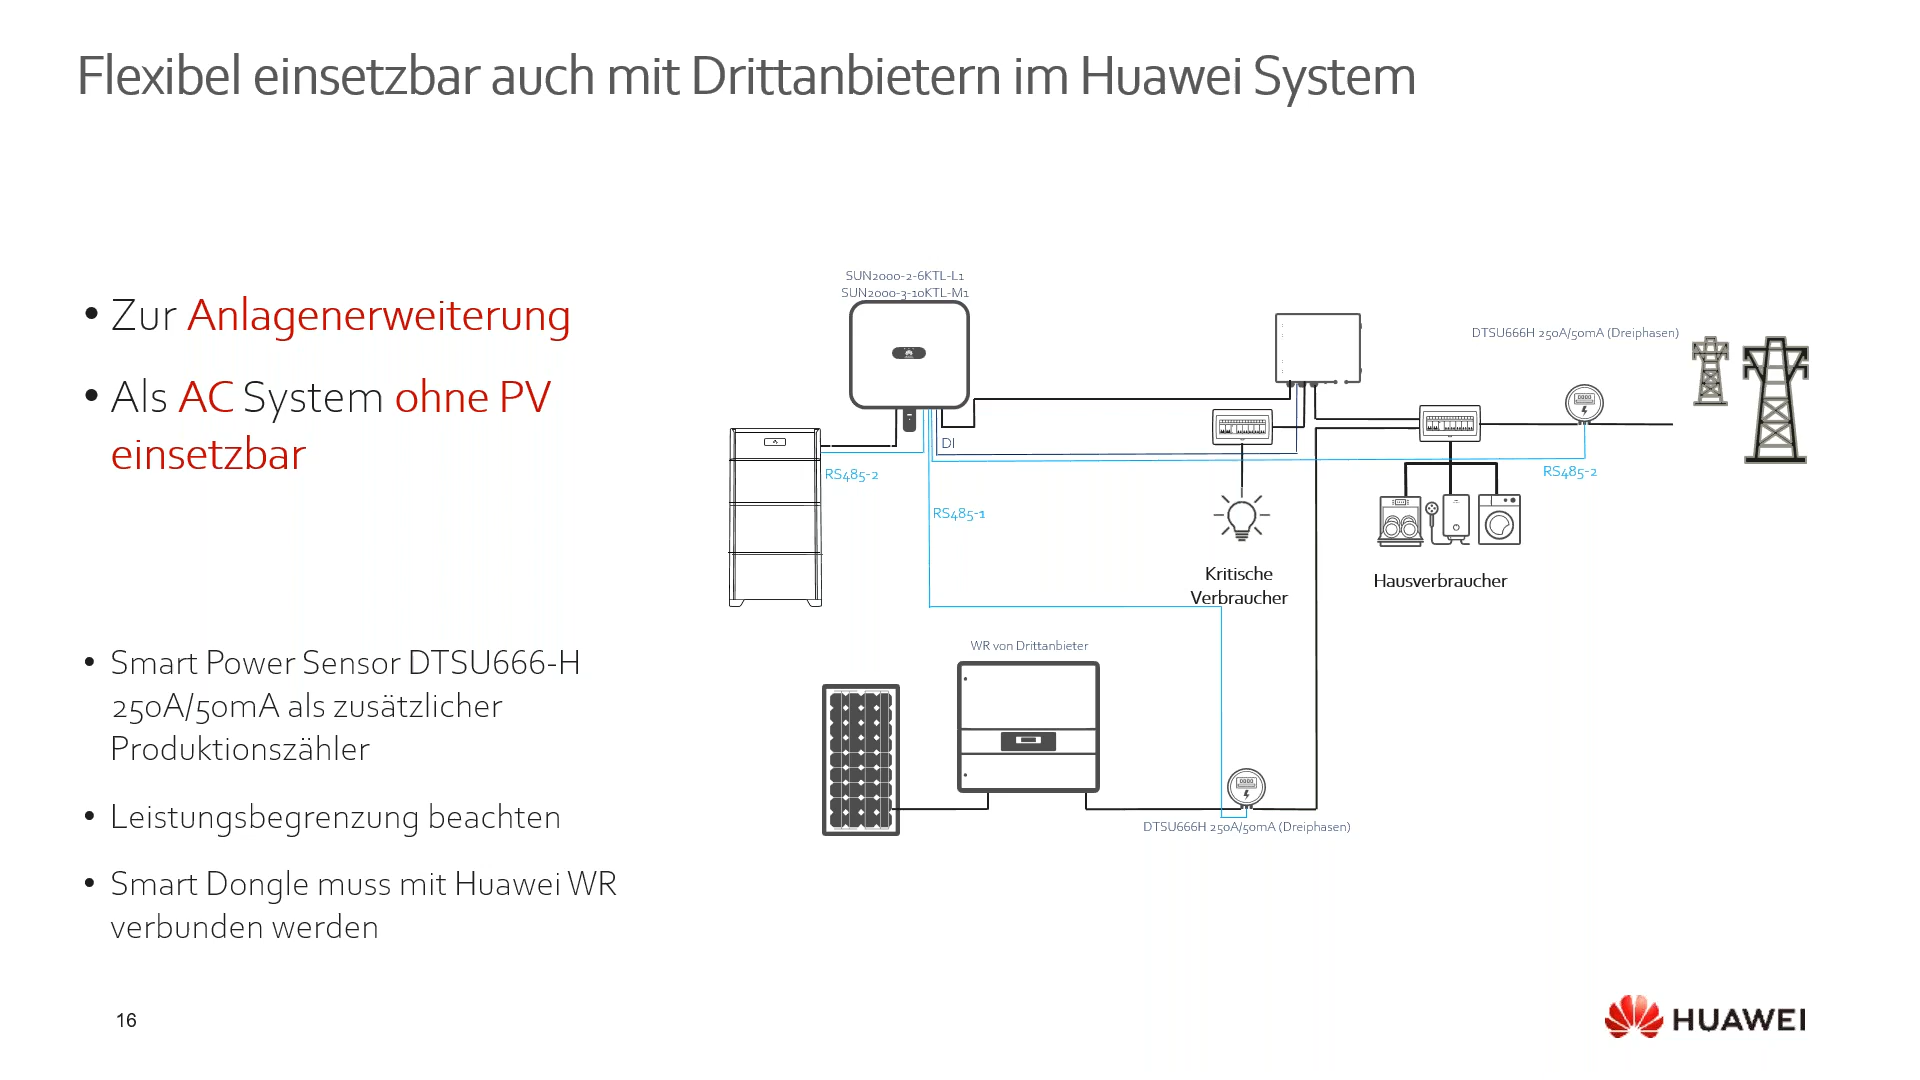 Flexibel einsetzbar auch mit Drittanbietern im Huawei System
• Zur Anlagenerweiterung
• Als AC System ohne PV
einsetzbar
• Smart Power Sensor DTSU666-H
250A/50mA als zusätzlicher
Produktionszähler
• Leistungsbegrenzung beachten
• Smart Dongle muss mit Huawei WR
verbunden werden
SUN2000-2-6KTL-L1
SUN2000-3-10KTL-M1
DTSU666H 250A/50mA (Dreiphasen)
DI
RS485-2
RS485-2
RS485-1
Kritische
Verbraucher
Hausverbraucher
WR von Drittanbieter
DTSU666H 250A/50mA (Dreiphasen)
16
HUAWEI